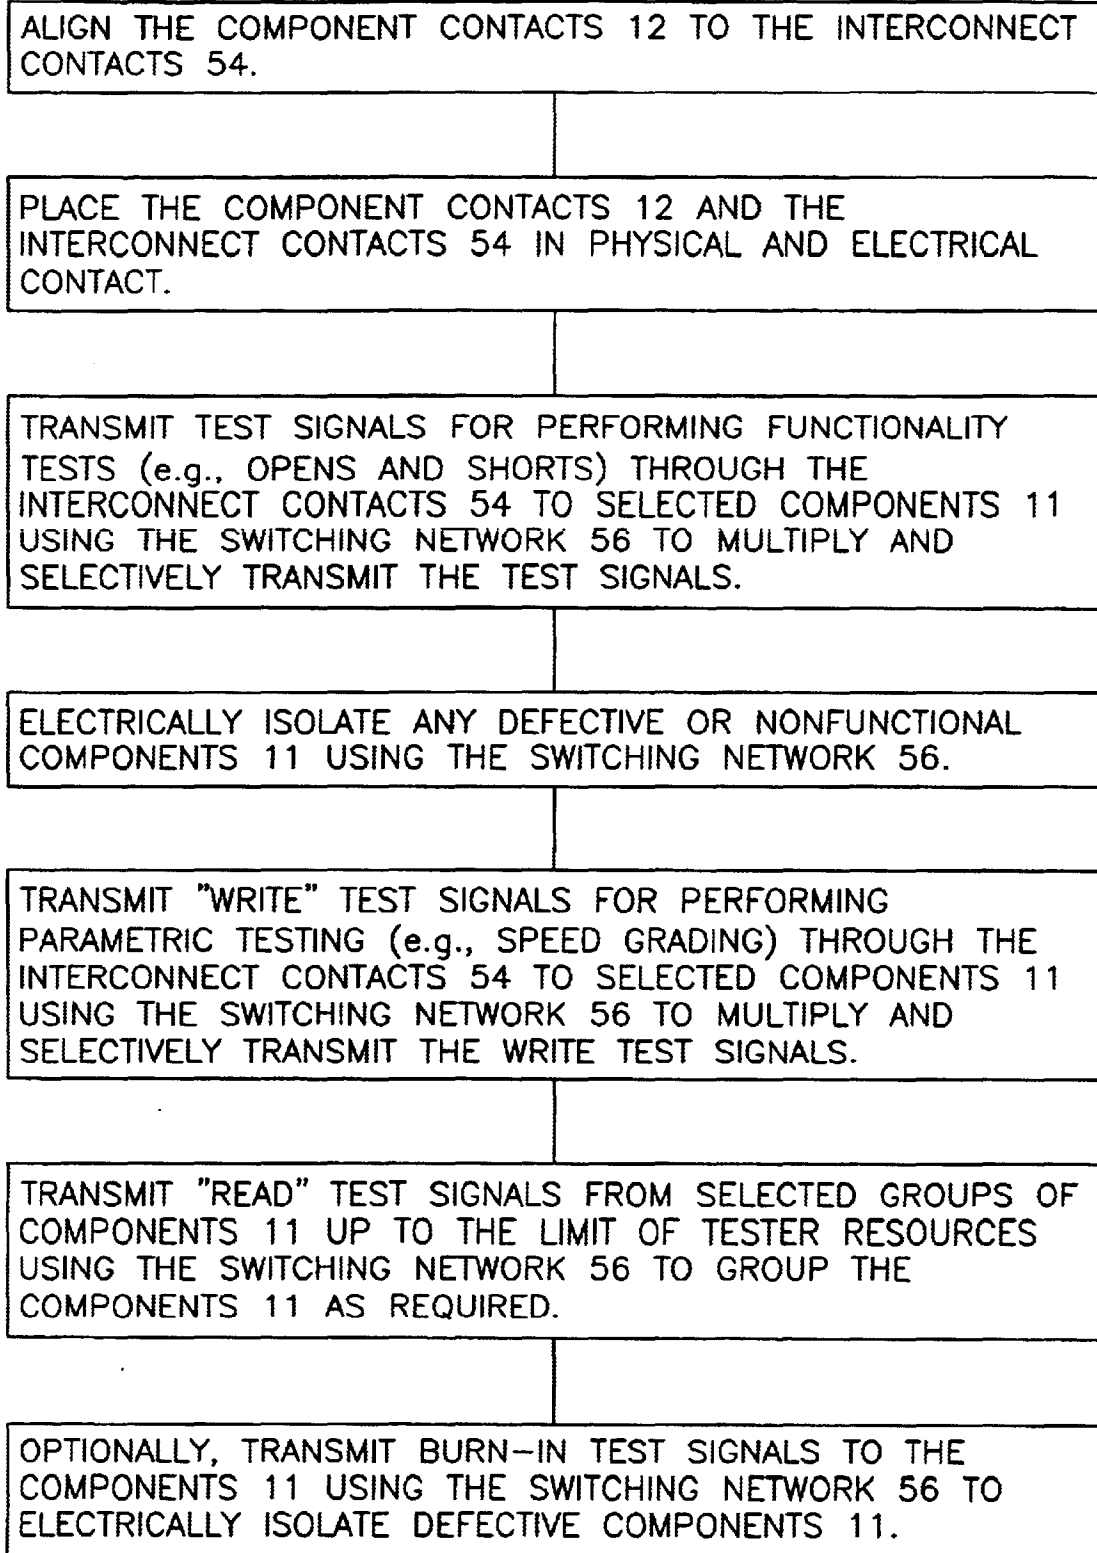 ALIGN THE COMPONENT CONTACTS 12 TO THE INTERCONNECT
CONTACTS 54.
PLACE THE COMPONENT CONTACTS 12 AND THE
INTERCONNECT CONTACTS 54 IN PHYSICAL AND ELECTRICAL
CONTACT.
TRANSMIT TEST SIGNALS FOR PERFORMING FUNCTIONALITY
TESTS (e.g., OPENS AND SHORTS) THROUGH THE
INTERCONNECT CONTACTS 54 TO SELECTED COMPONENTS 11
USING THE SWITCHING NETWORK 56 TO MULTIPLY AND
SELECTIVELY TRANSMIT THE TEST SIGNALS.
ELECTRICALLY ISOLATE ANY DEFECTIVE OR NONFUNCTIONAL
COMPONENTS 11 USING THE SWITCHING NETWORK 56.
TRANSMIT "WRITE" TEST SIGNALS FOR PERFORMING
PARAMETRIC TESTING (e.g., SPEED GRADING) THROUGH THE
INTERCONNECT CONTACTS 54 TO SELECTED COMPONENTS 11
USING THE SWITCHING NETWORK 56 TO MULTIPLY AND
SELECTIVELY TRANSMIT THE WRITE TEST SIGNALS.
TRANSMIT "READ" TEST SIGNALS FROM SELECTED GROUPS OF
COMPONENTS 11 UP TO THE LIMIT OF TESTER RESOURCES
USING THE SWITCHING NETWORK 56 TO GROUP THE
COMPONENTS 11 AS REQUIRED.
OPTIONALLY, TRANSMIT BURN-IN TEST SIGNALS TO THE
COMPONENTS 11 USING THE SWITCHING NETWORK 56 TO
ELECTRICALLY ISOLATE DEFECTIVE COMPONENTS 11.